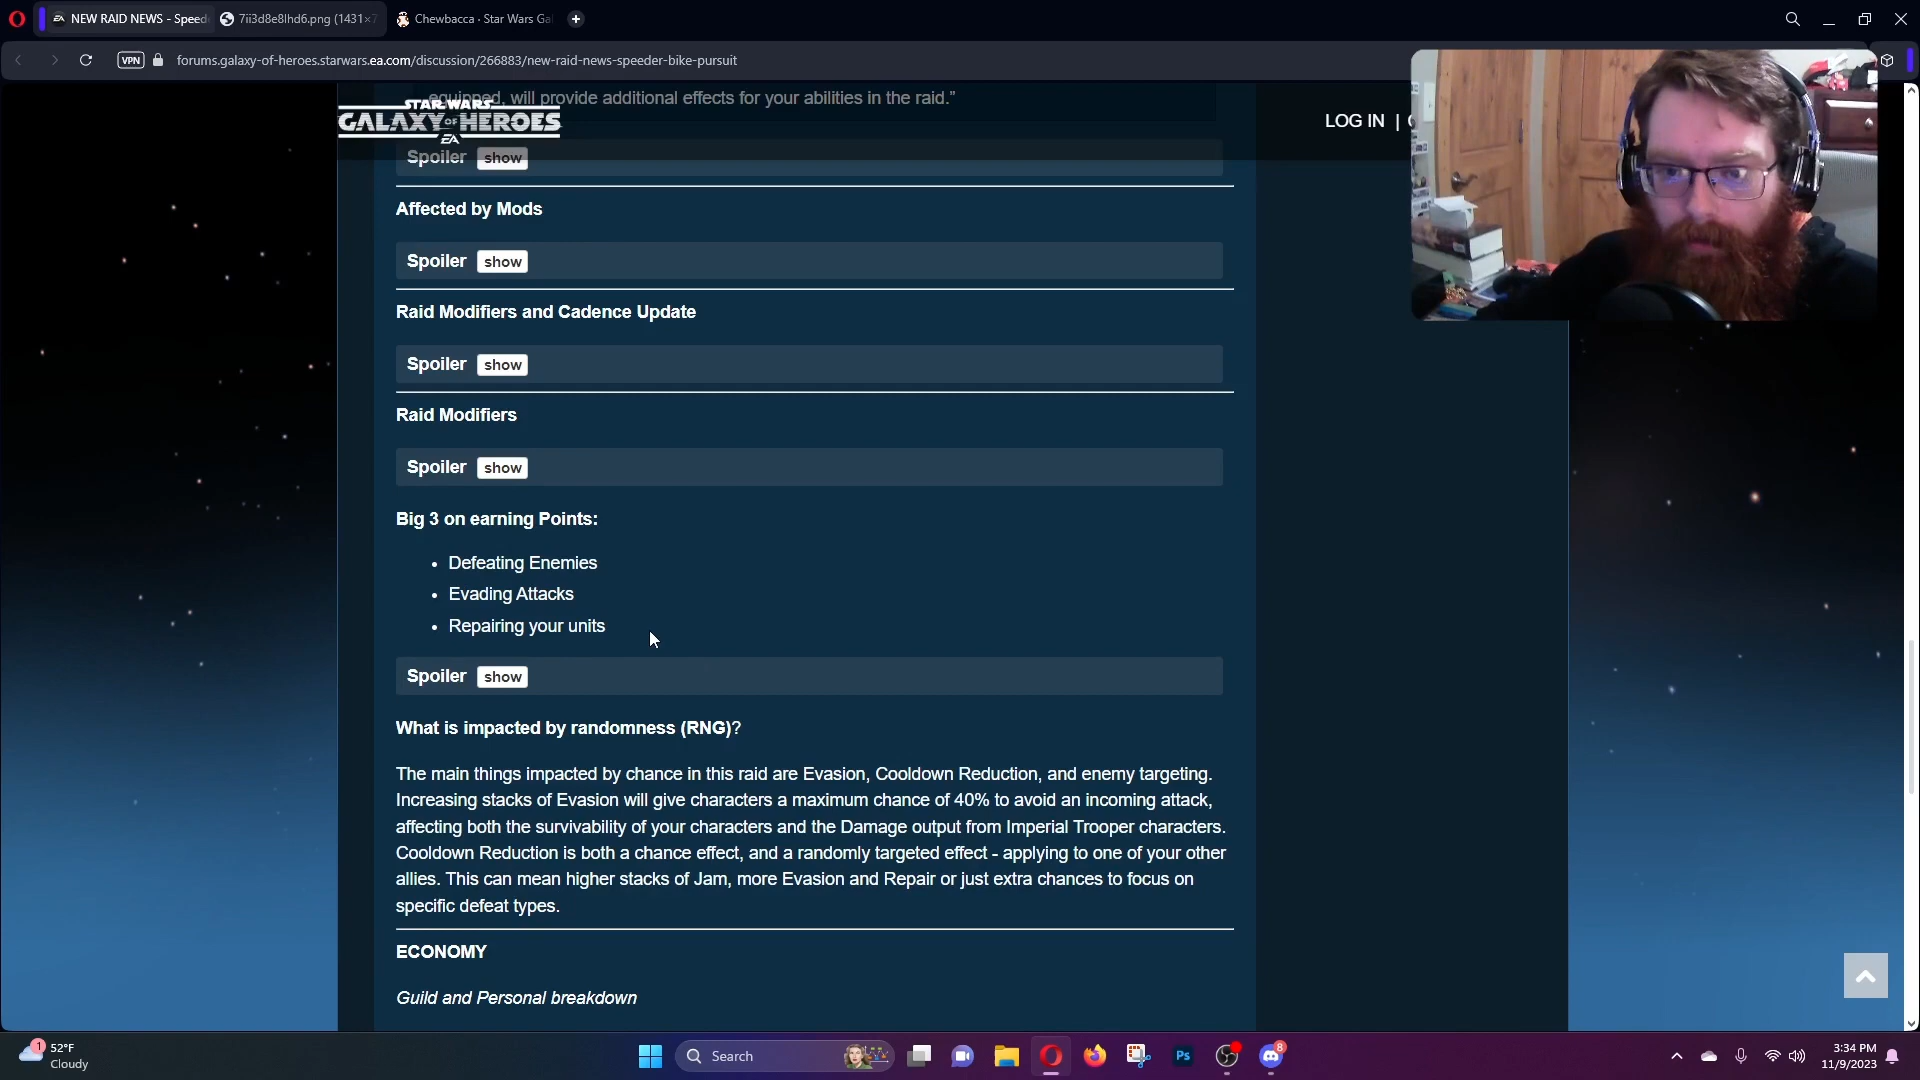 NEW RAID NEWS - Speed
7ii3d8e8lhd6.png (1431×7
Chewbacca · Star Wars Ga
VPN
forums.galaxy-of-heroes.starwars.ea.com/discussion/266883/new-raid-news-speeder-bike-pursuit
equipped, will provide additional effects for your abilities in the raid."
STAR WARS
GALAXY OF HEROES
EA
LOG IN |
Spoiler show
Affected by Mods
Spoiler show
Raid Modifiers and Cadence Update
Spoiler show
Raid Modifiers
Spoiler show
Big 3 on earning Points:
• Defeating Enemies
• Evading Attacks
• Repairing your units
Spoiler show
What is impacted by randomness (RNG)?
The main things impacted by chance in this raid are Evasion, Cooldown Reduction, and enemy targeting.
Increasing stacks of Evasion will give characters a maximum chance of 40% to avoid an incoming attack,
affecting both the survivability of your characters and the Damage output from Imperial Trooper characters.
Cooldown Reduction is both a chance effect, and a randomly targeted effect - applying to one of your other
allies. This can mean higher stacks of Jam, more Evasion and Repair or just extra chances to focus on
specific defeat types.
ECONOMY
Guild and Personal breakdown
1
52°F
Cloudy
Search
Ps
8
3:34 PM
11/9/2023